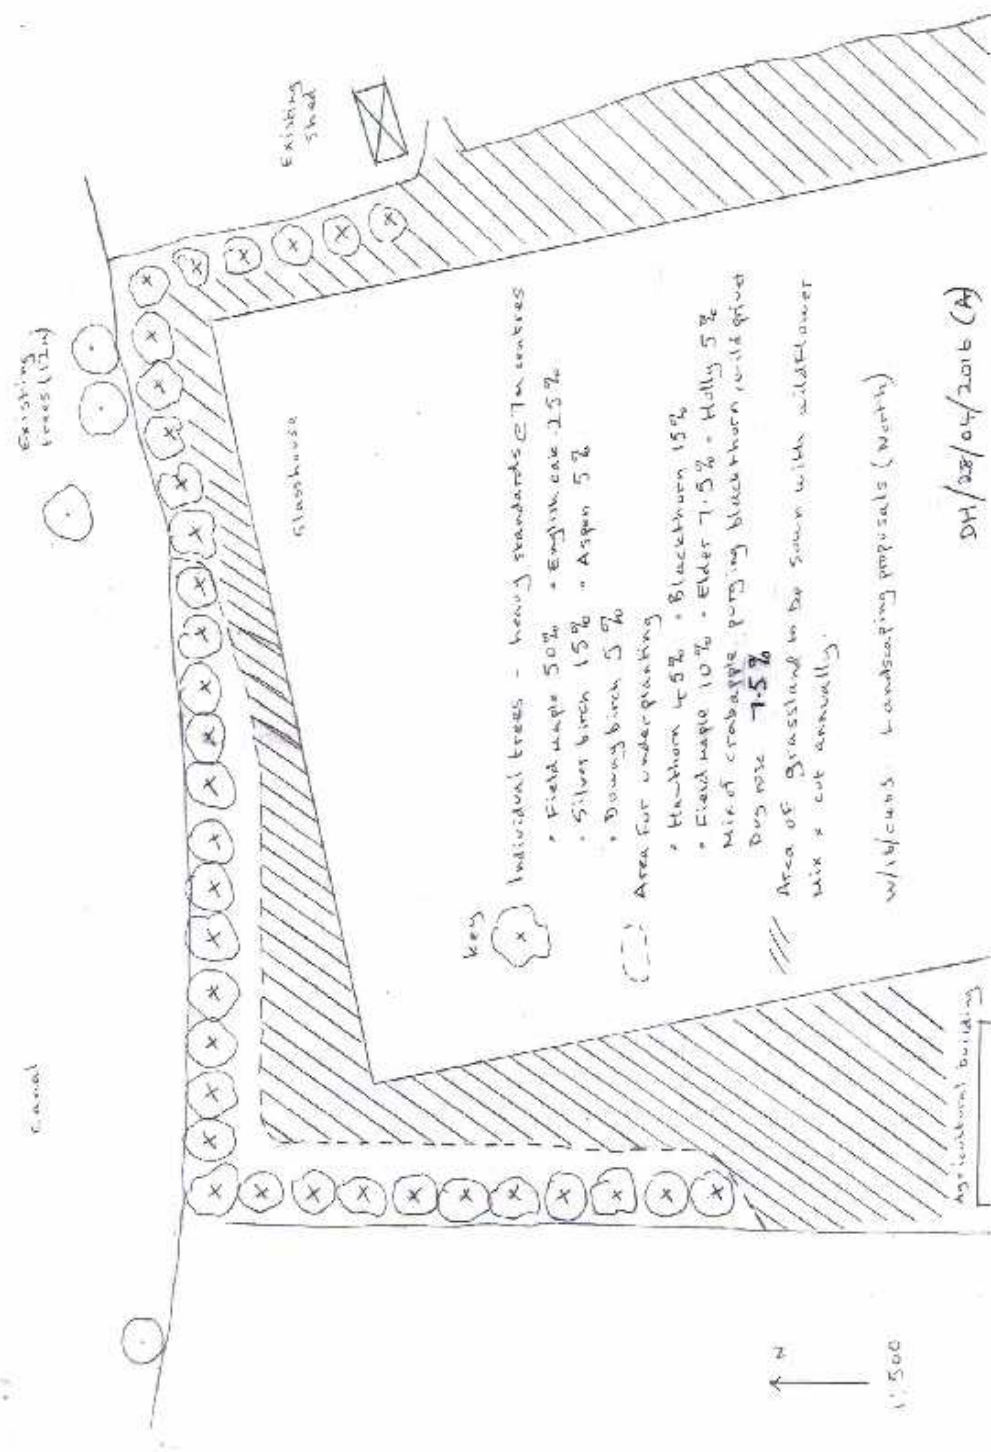 Canal
Existing
trees (12m)
Existing
shed
Glasshouse
Key
Individual trees - heavy standards @ 7m centres
• Field maple 50% • English oak 25%
• Silver birch 15% • Aspen 5%
• Downy birch 5%
Area for underplanting
• Hawthorn 45% • Blackthorn 15%
• Field maple 10% • Elder 7.5% • Holly 5%
Mix of crabapple, purging blackthorn, wild privet
Dog rose 7.5%
Area of grassland to be sown with wildflower
mix & cut annually.
Landscaping proposals (North)
DH/28/04/2016 (A)
Agricultural building
N
1:500